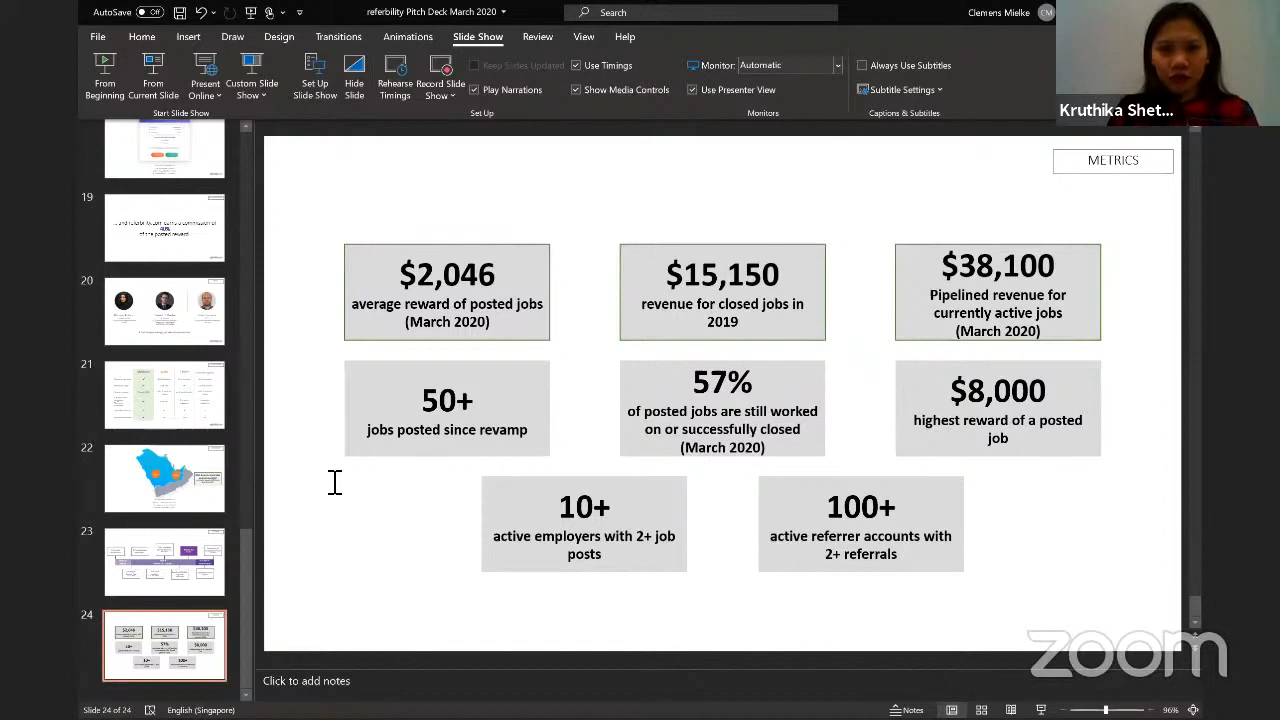 AutoSave Off
referbility Pitch Deck March 2020
Search
Clemens Mielke CM
File Home Insert Draw Design Transitions Animations Slide Show Review View Help
From Beginning
From Current Slide
Present Online
Custom Slide Show
Set Up Slide Show
Hide Slide
Rehearse Timings
Record Slide Show
Keep Slides Updated
Play Narrations
Use Timings
Show Media Controls
Monitor: Automatic
Use Presenter View
Always Use Subtitles
Subtitle Settings
Start Slide Show
Set Up
Monitors
Captions & Subtitles
Kruthika Shet...
19
20
21
22
23
24
METRICS
$2,046
average reward of posted jobs
(March 2020)
$15,150
revenue for closed jobs in
2019
$38,100
Pipelined revenue for
currently active jobs
(March 2020)
50+
jobs posted since revamp
57%
of posted jobs are still worked
on or successfully closed
(March 2020)
$8,000
highest reward of a posted
job
10+
active employers with 2+ job
posts
100+
active referrer accounts with
2+ referrals
zoom
Click to add notes
Slide 24 of 24
English (Singapore)
Notes
96%